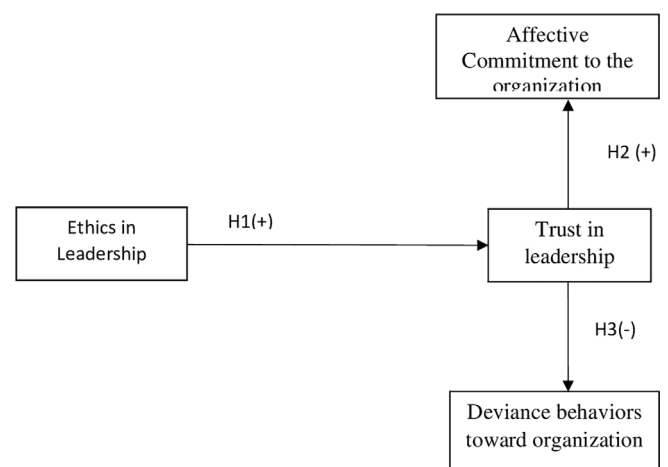 Affective
Commitment to the
organization
H2 (+)
Ethics in
Leadership
H1(+)
Trust in
leadership
H3(-)
Deviance behaviors
toward organization